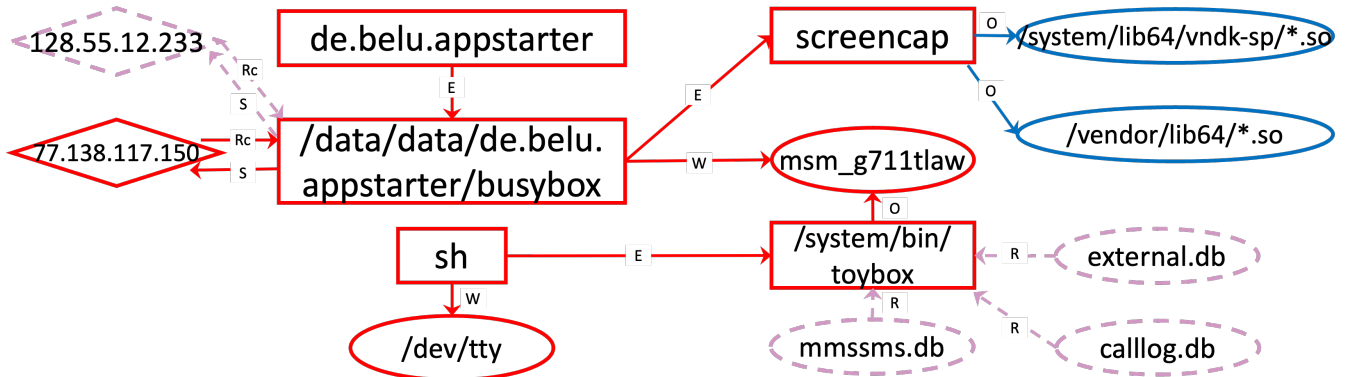 128.55.12.233
de.belu.appstarter
screencap
/system/lib64/vndk-sp/*.so
O
Rc
S
E
E
O
77.138.117.150
Rc
S
/data/data/de.belu.
appstarter/busybox
W
msm_g711tlaw
/vendor/lib64/*.so
O
sh
E
/system/bin/
toybox
R
external.db
W
R
R
/dev/tty
mmssms.db
calllog.db